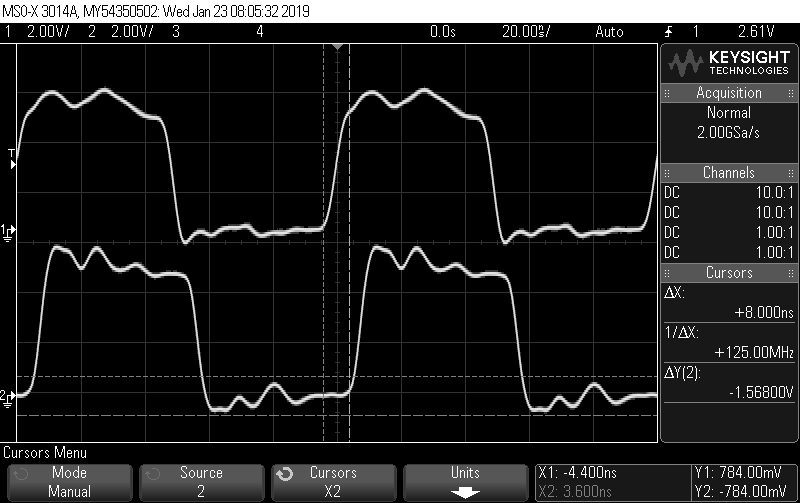 MSO-X 3014A, MY54350502: Wed Jan 23 08:05:32 2019
1 2.00V/ 2 2.00V/ 3 4 0.0s 20.00ns/ Auto 1 2.61V
KEYSIGHT
TECHNOLOGIES
Acquisition
Normal
2.00GSa/s
Channels
DC 10.0:1
DC 10.0:1
DC 1.00:1
DC 1.00:1
Cursors
ΔX:
+8.000ns
1/ΔX:
+125.00MHz
ΔY(2):
-1.56800V
T
1
2
Cursors Menu
Mode
Manual
Source
2
Cursors
X2
Units
X1: -4.400ns
X2: 3.600ns
Y1: 784.00mV
Y2: -784.00mV